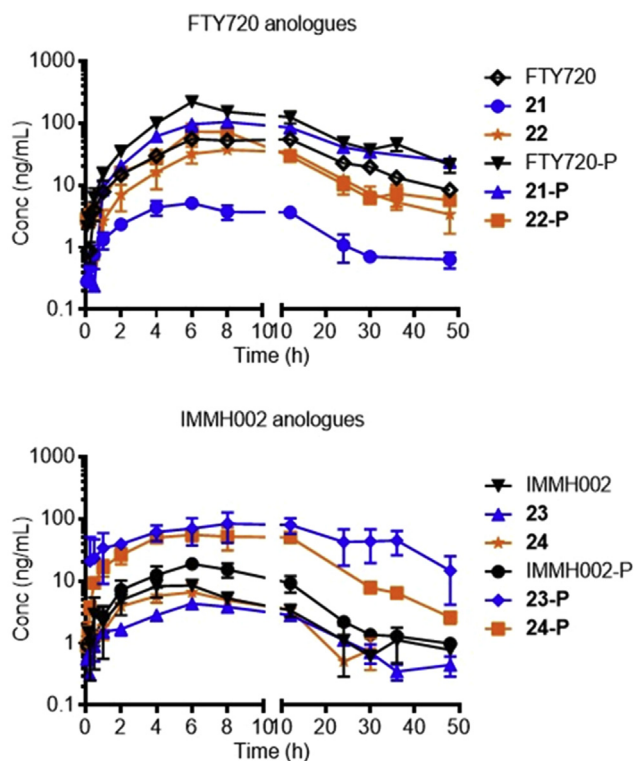 FTY720 anologues
Conc (ng/mL)
1000
100
10
1
0.1
0 2 4 6 8 10 10 20 30 40 50
Time (h)
FTY720
21
22
FTY720-P
21-P
22-P
IMMH002 anologues
Conc (ng/mL)
1000
100
10
1
0.1
0 2 4 6 8 10 10 20 30 40 50
Time (h)
IMMH002
23
24
IMMH002-P
23-P
24-P